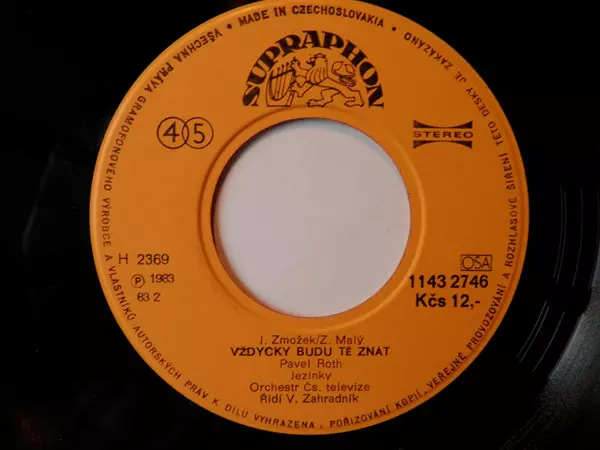 VŠECHNA PRÁVA GRAMOFONOVÉHO VÝROBCE A VLASTNÍKŮ AUTORSKÝCH PRÁV K DÍLU VYHRAZENA. POŘIZOVÁNÍ KOPIÍ, VEŘEJNÉ PROVOZOVÁNÍ A ROZHLASOVÉ ŠÍŘENÍ TÉTO DESKY JE ZAKÁZÁNO
• MADE IN CZECHOSLOVAKIA •
SUPRAPHON
45
STEREO
H 2369
Ⓟ 1983
83 2
OSA
1143 2746
Kčs 12,-
J. Zmožek/Z. Malý
VŽDYCKY BUDU TĚ ZNÁT
Pavel Roth
Jezinky
Orchestr Čs. televize
Řídí V. Zahradník